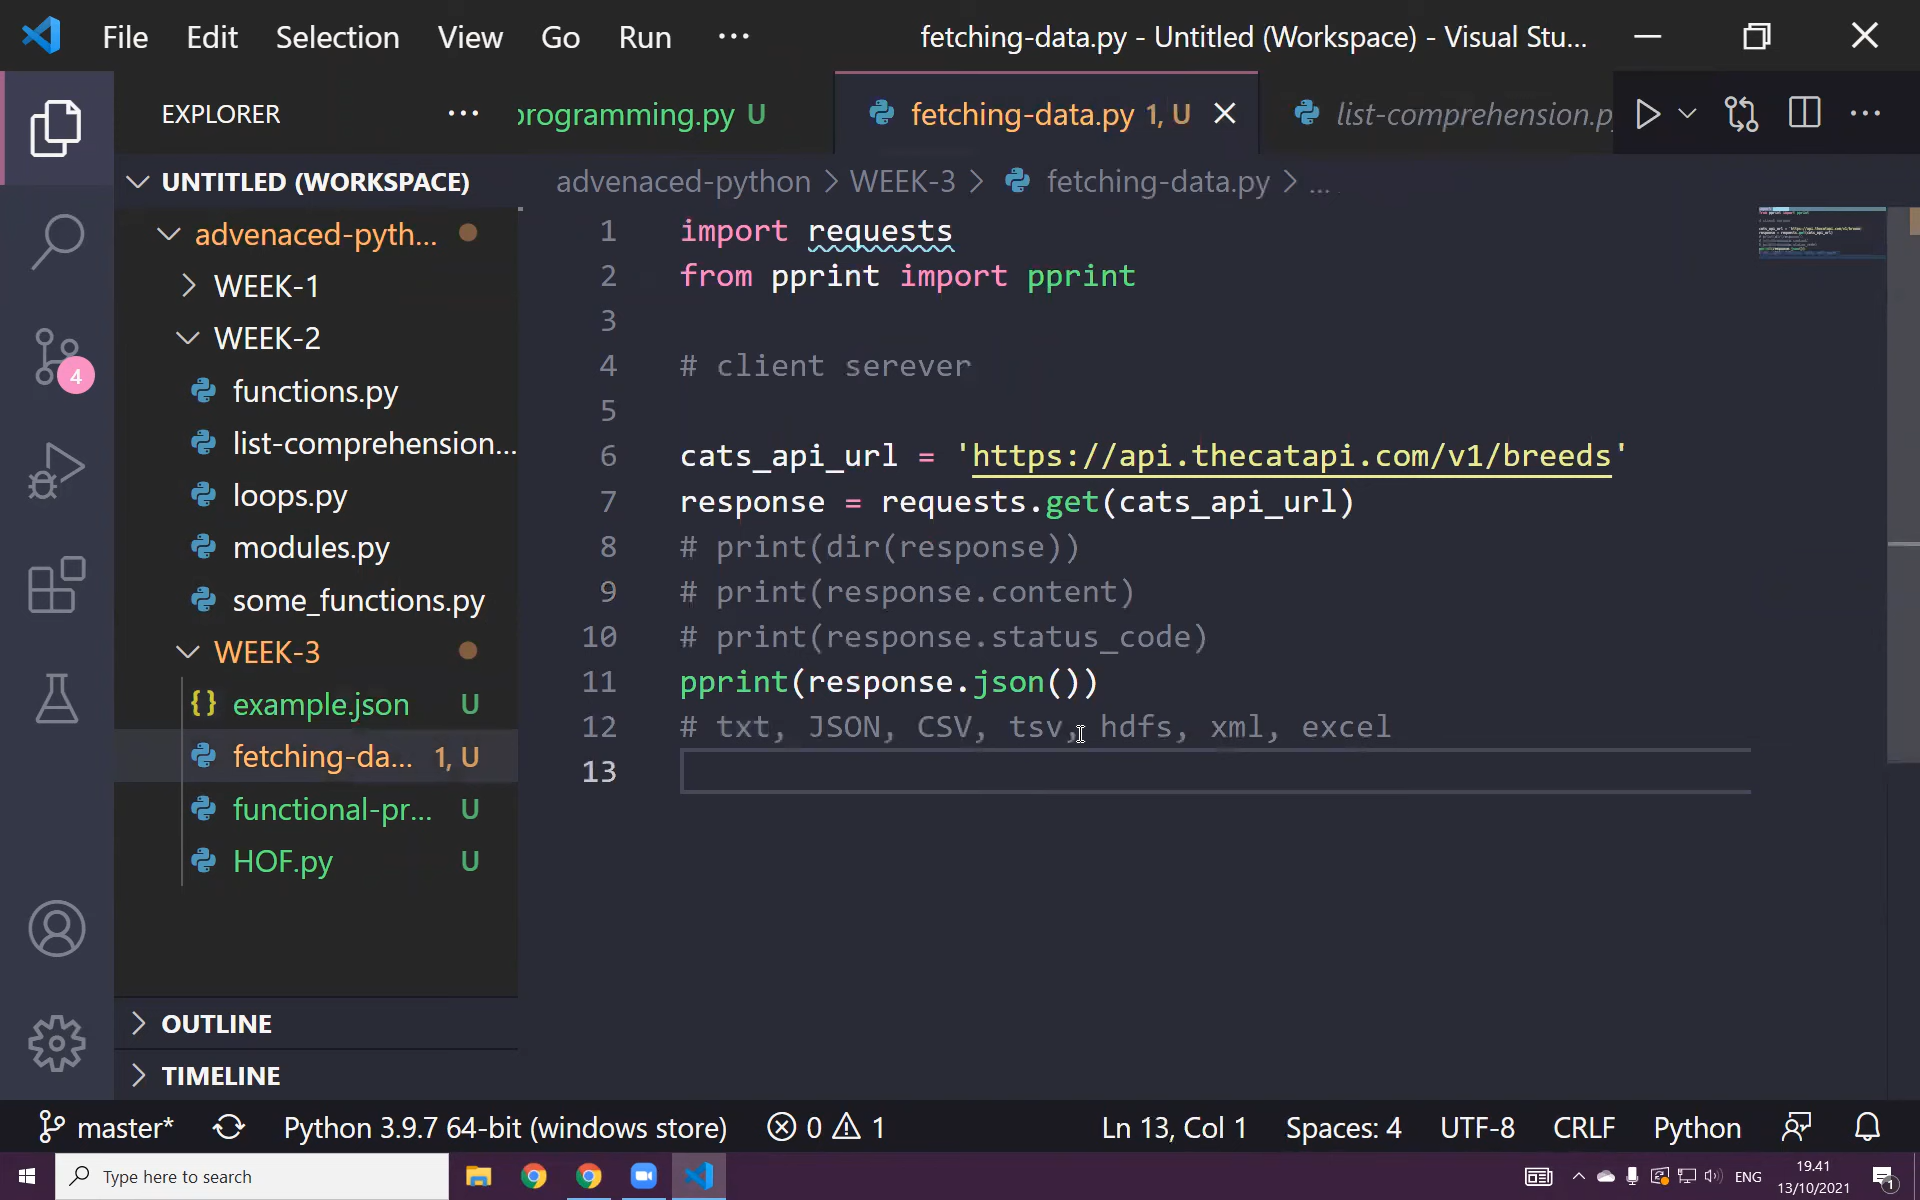 File Edit Selection View Go Run ··· fetching-data.py - Untitled (Workspace) - Visual Stu...
EXPLORER ··· programming.py U fetching-data.py 1, U list-comprehension.p
UNTITLED (WORKSPACE)
advenaced-python > WEEK-3 > fetching-data.py > ...
advenaced-pyth...
WEEK-1
WEEK-2
functions.py
list-comprehension...
loops.py
modules.py
some_functions.py
WEEK-3
example.json U
fetching-da... 1, U
functional-pr... U
HOF.py U
OUTLINE
TIMELINE
4
1 import requests
2 from pprint import pprint
3
4 # client serever
5
6 cats_api_url = 'https://api.thecatapi.com/v1/breeds'
7 response = requests.get(cats_api_url)
8 # print(dir(response))
9 # print(response.content)
10 # print(response.status_code)
11 pprint(response.json())
12 # txt, JSON, CSV, tsv, hdfs, xml, excel
13
master* Python 3.9.7 64-bit (windows store) 0 1 Ln 13, Col 1 Spaces: 4 UTF-8 CRLF Python
Type here to search ENG 19.41
13/10/2021 1